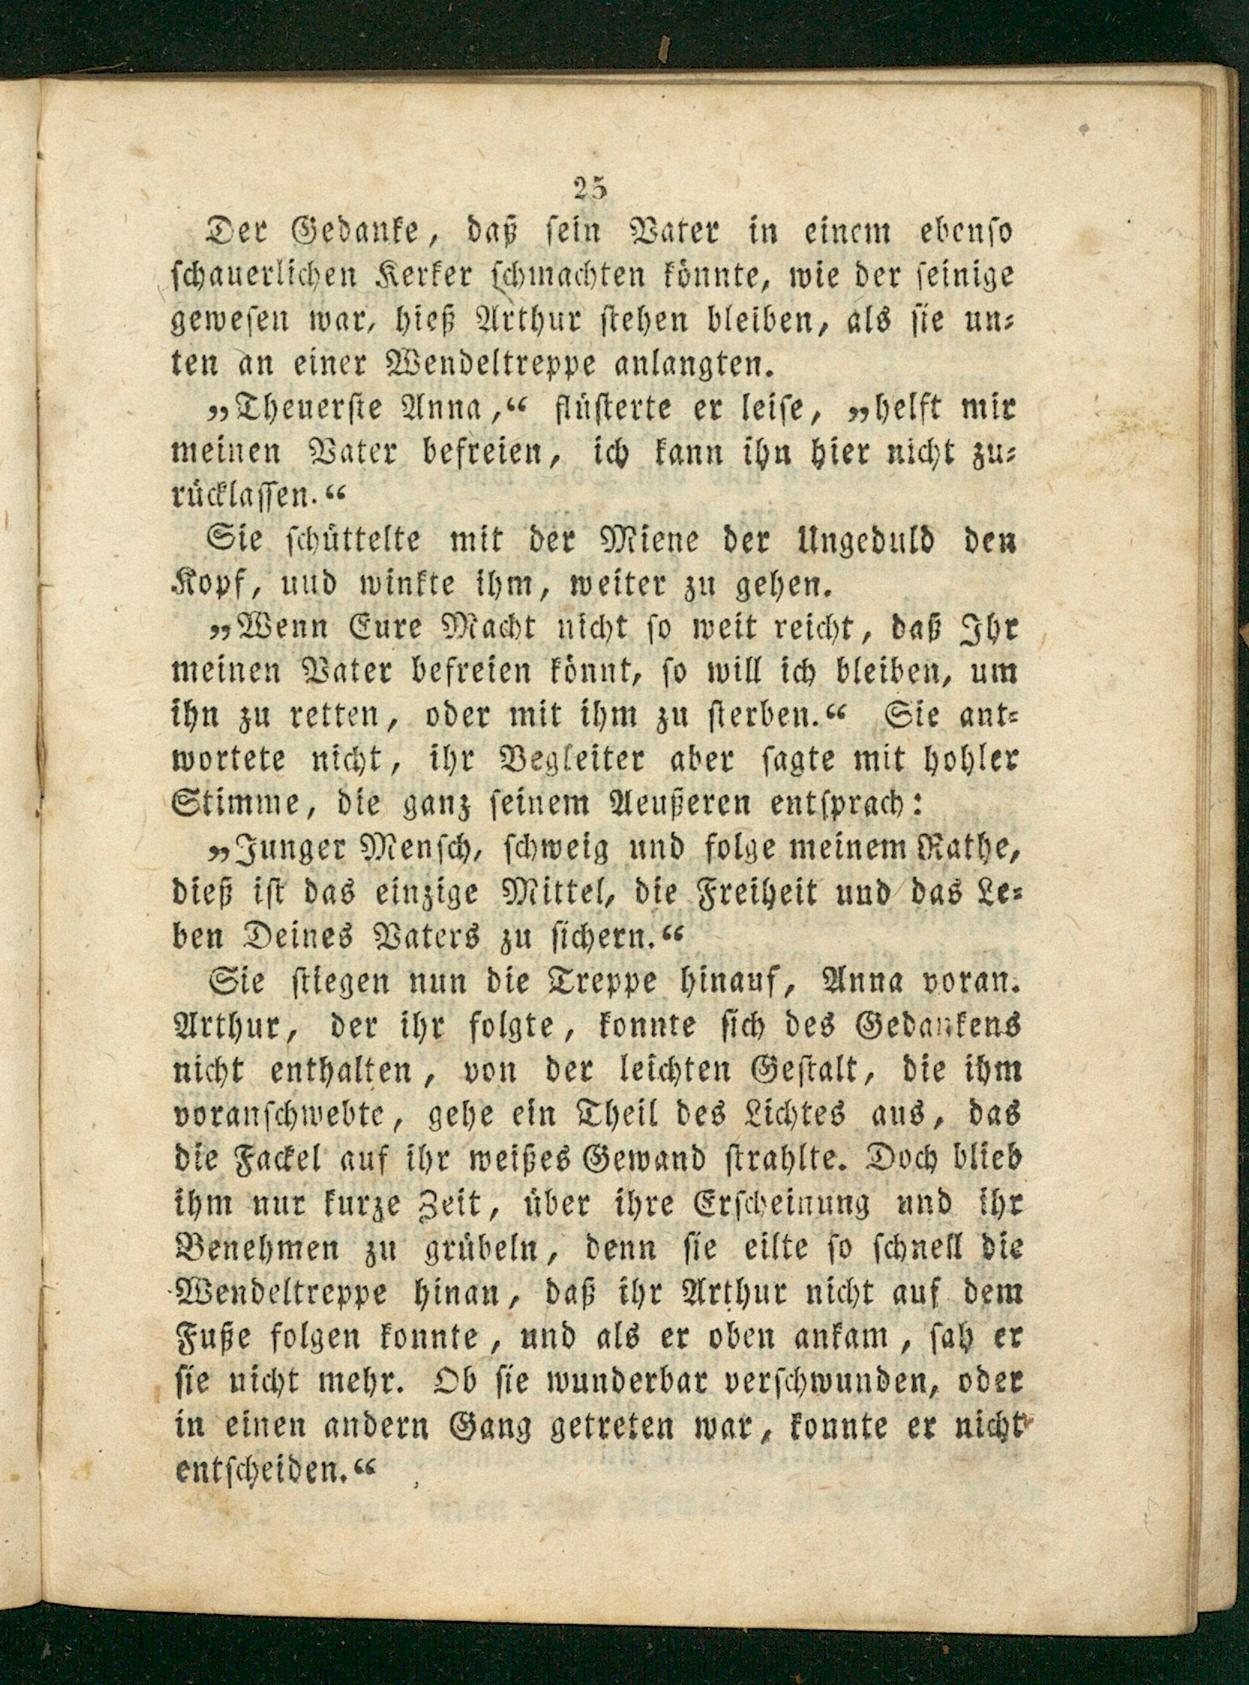 25
Der Gedanke, daß sein Vater in einem ebenso
schauerlichen Kerker schmachten könnte, wie der seinige
gewesen war, hieß Arthur stehen bleiben, als sie un⸗
ten an einer Wendeltreppe anlangten.
„Theuerste Anna,“ flüsterte er leise, „helft mir
meinen Vater befreien, ich kann ihn hier nicht zu⸗
rücklassen.“
Sie schüttelte mit der Miene der Ungeduld den
Kopf, uud winkte ihm, weiter zu gehen.
„Wenn Eure Macht nicht so weit reicht, daß Ihr
meinen Vater befreien könnt, so will ich bleiben, um
ihn zu retten, oder mit ihm zu sterben.“ Sie ant⸗
wortete nicht, ihr Begleiter aber sagte mit hohler
Stimme, die ganz seinem Aeußeren entsprach:
„Junger Mensch, schweig und folge meinem Rathe,
dieß ist das einzige Mittel, die Freiheit und das Le⸗
ben Deines Vaters zu sichern.“
Sie stiegen nun die Treppe hinauf, Anna voran.
Arthur, der ihr folgte, konnte sich des Gedankens
nicht enthalten, von der leichten Gestalt, die ihm
voranschwebte, gehe ein Theil des Lichtes aus, das
die Fackel auf ihr weißes Gewand strahlte. Doch blieb
ihm nur kurze Zeit, über ihre Erscheinung und ihr
Benehmen zu grübeln, denn sie eilte so schnell die
Wendeltreppe hinan, daß ihr Arthur nicht auf dem
Fuße folgen konnte, und als er oben ankam, sah er
sie nicht mehr. Ob sie wunderbar verschwunden, oder
in einen andern Gang getreten war, konnte er nicht
entscheiden.“